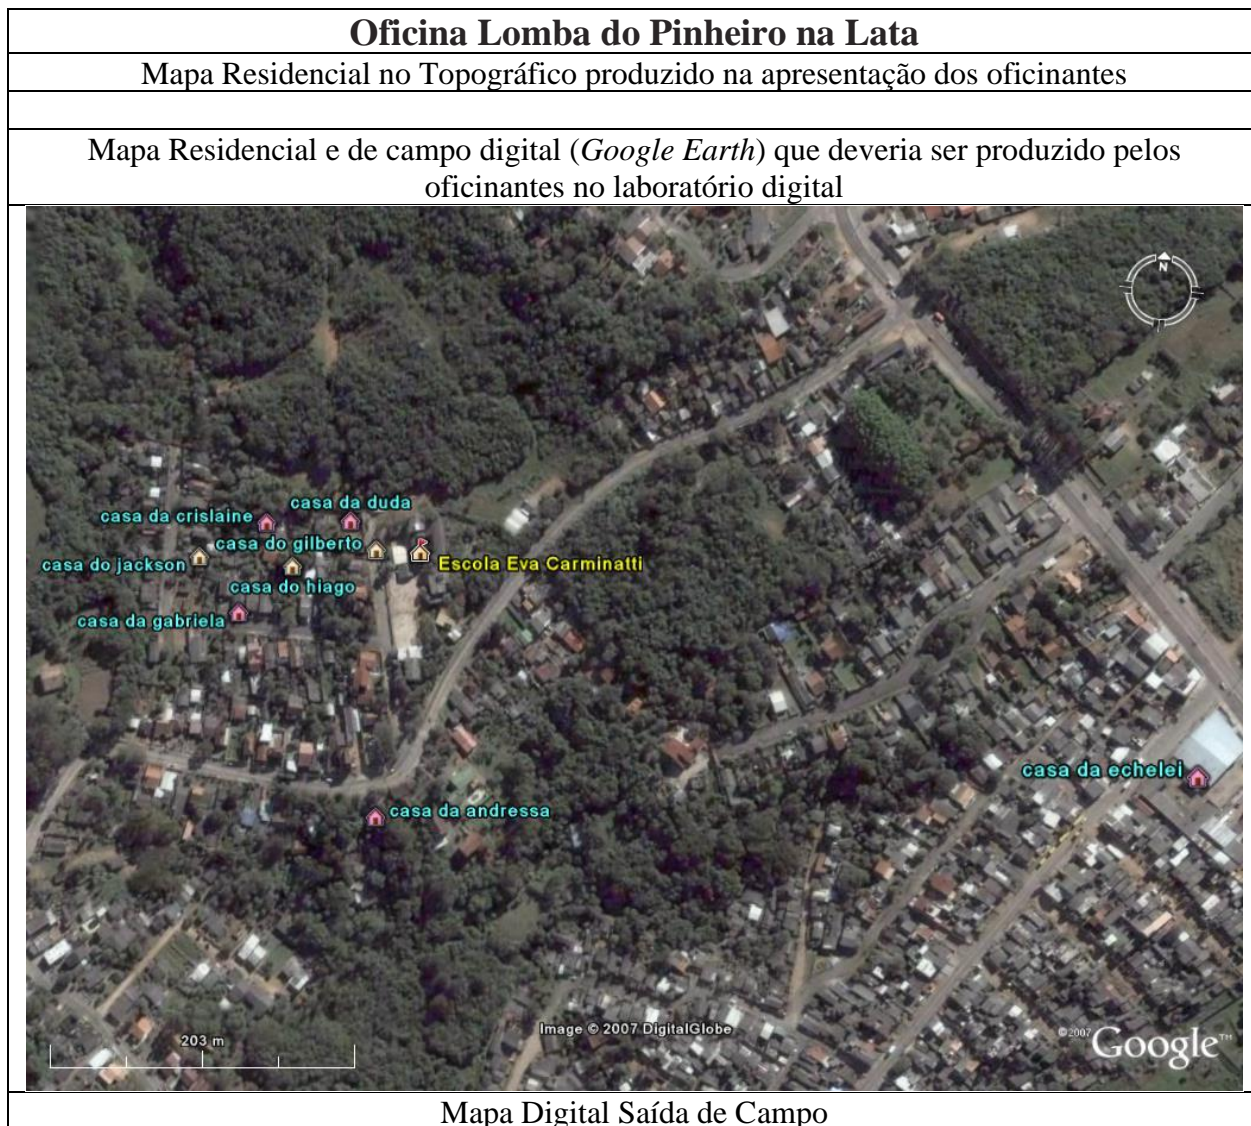 Oficina Lomba do Pinheiro na Lata
Mapa Residencial no Topográfico produzido na apresentação dos oficinantes
Mapa Residencial e de campo digital (Google Earth) que deveria ser produzido pelos
oficinantes no laboratório digital
N
casa da duda
casa da crislaine
casa do gilberto
casa do jackson
Escola Eva Carminatti
casa do hiago
casa da gabriela
casa da echelei
casa da andressa
203 m
Image © 2007 DigitalGlobe
©2007 Google™
Mapa Digital Saída de Campo